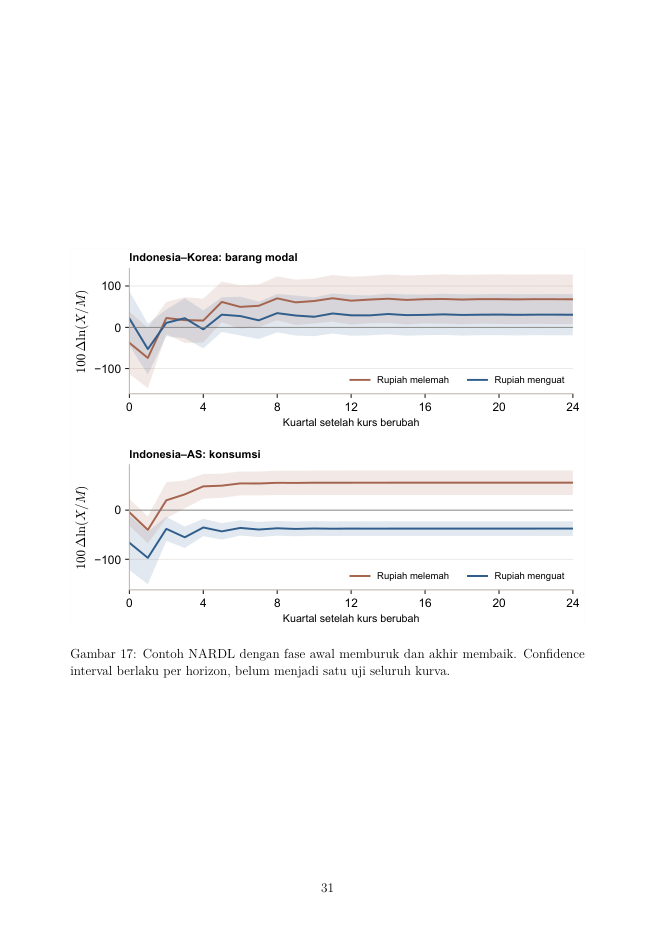 Indonesia–Korea: barang modal
100 Δln(X/M)
100
0
−100
Rupiah melemah
Rupiah menguat
0 4 8 12 16 20 24
Kuartal setelah kurs berubah
Indonesia–AS: konsumsi
100 Δln(X/M)
0
−100
Rupiah melemah
Rupiah menguat
0 4 8 12 16 20 24
Kuartal setelah kurs berubah
Gambar 17: Contoh NARDL dengan fase awal memburuk dan akhir membaik. Confidence
interval berlaku per horizon, belum menjadi satu uji seluruh kurva.
31